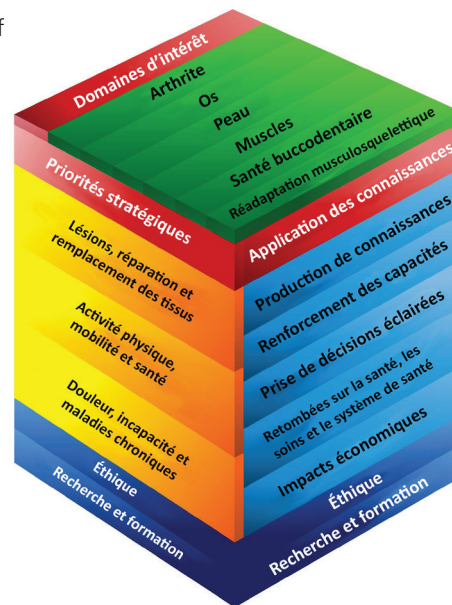 f
Domaines d'intérêt
Arthrite
Os
Peau
Muscles
Santé buccodentaire
Réadaptation musculosquelettique
Priorités stratégiques
Lésions, réparation et
remplacement des tissus
Activité physique,
mobilité et santé
Douleur, incapacité et
maladies chroniques
Éthique
Recherche et formation
Application des connaissances
Production de connaissances
Renforcement des capacités
Prise de décisions éclairées
Retombées sur la santé, les
soins et le système de santé
Impacts économiques
Éthique
Recherche et formation